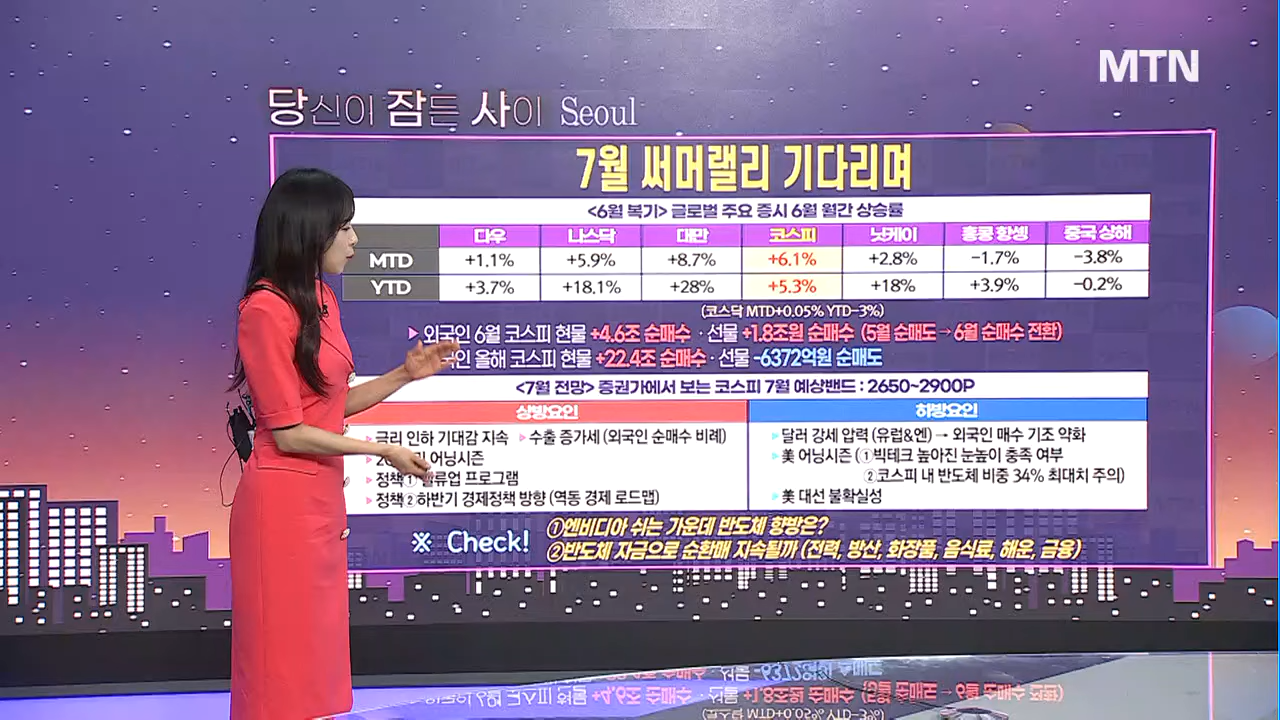 MTN
당신이 잠든 사이 Seoul
7월 써머랠리 기다리며
<6월 복기> 글로벌 주요 증시 6월 월간 상승률
다우 나스닥 대만 코스피 닛케이 홍콩 항셍 중국 상해
MTD +1.1% +5.9% +8.7% +6.1% +2.8% -1.7% -3.8%
YTD +3.7% +18.1% +28% +5.3% +18% +3.9% -0.2%
(코스닥 MTD+0.05% YTD-3%)
▶외국인 6월 코스피 현물 +4.6조 순매수 · 선물 +1.8조원 순매수 (5월 순매도→6월 순매수 전환)
올해 코스피 현물 +22.4조 순매수 · 선물 -6372억원 순매도
<7월 전망> 증권가에서 보는 코스피 7월 예상밴드 : 2650~2900P
상방요인
▶금리 인하 기대감 지속 ▶수출 증가세 (외국인 순매수 비례)
어닝시즌
▶정책① 프로그램
▶정책②하반기 경제정책 방향 (역동 경제 로드맵)
하방요인
▶달러 강세 압력 (유럽&엔) → 외국인 매수 기조 약화
▶美 어닝시즌 (①빅테크 높아진 눈높이 충족 여부
②코스피 내 반도체 비중 34% 최대치 주의)
▶美 대선 불확실성
※ Check!
①엔비디아 쉬는 가운데 반도체 향방은?
②반도체 자금으로 순환매 지속될까 (전력, 방산, 화장품, 음식료, 해운, 금융)